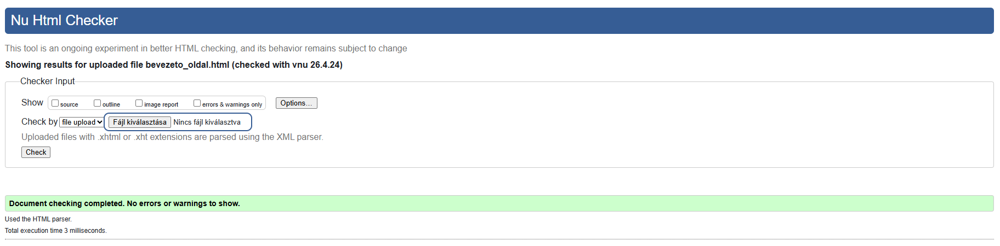 Nu Html Checker
This tool is an ongoing experiment in better HTML checking, and its behavior remains subject to change
Showing results for uploaded file bevezeto_oldal.html (checked with vnu 26.4.24)
Checker Input
Show source outline image report errors & warnings only Options...
Check by file upload Fájl kiválasztása Nincs fájl kiválasztva
Uploaded files with .xhtml or .xht extensions are parsed using the XML parser.
Check
Document checking completed. No errors or warnings to show.
Used the HTML parser.
Total execution time 3 milliseconds.